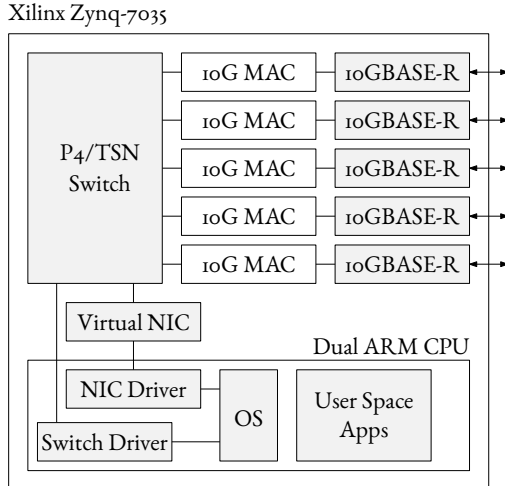 Xilinx Zynq-7035
10G MAC
10GBASE-R
10G MAC
10GBASE-R
P4/TSN
Switch
10G MAC
10GBASE-R
10G MAC
10GBASE-R
10G MAC
10GBASE-R
Virtual NIC
Dual ARM CPU
NIC Driver
OS
User Space
Apps
Switch Driver